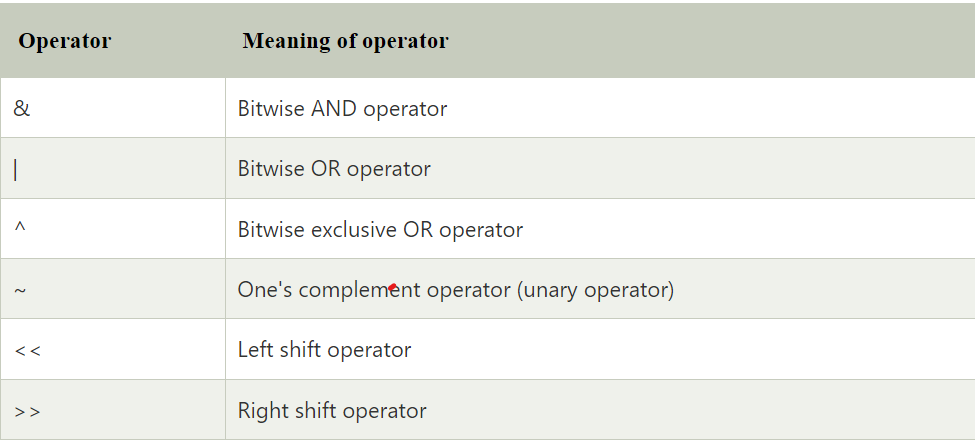 Operator Meaning of operator
& Bitwise AND operator
| Bitwise OR operator
^ Bitwise exclusive OR operator
~ One's complement operator (unary operator)
<< Left shift operator
>> Right shift operator